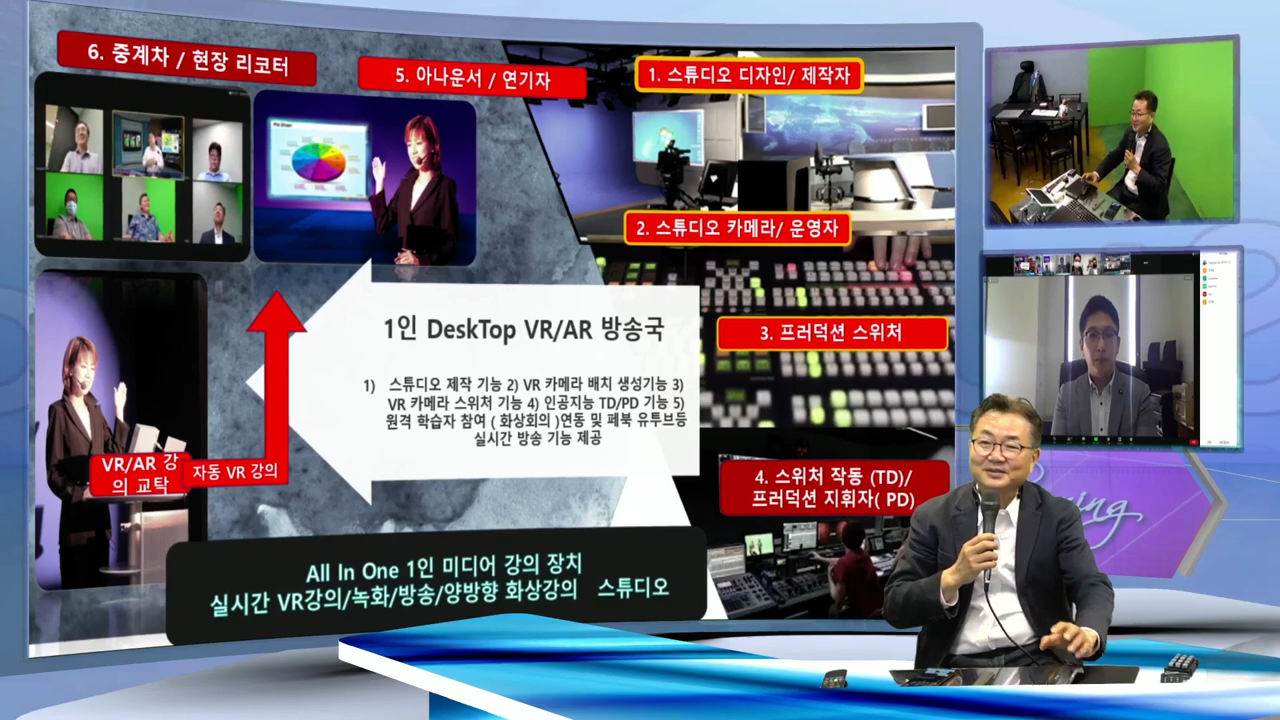 6. 중계차 / 현장 리코터
5. 아나운서 / 연기자
1. 스튜디오 디자인/ 제작자
2. 스튜디오 카메라/ 운영자
1인 DeskTop VR/AR 방송국
3. 프러덕션 스위처
1) 스튜디오 제작 기능 2) VR 카메라 배치 생성기능 3)
VR 카메라 스위처 기능 4) 인공지능 TD/PD 기능 5)
원격 학습자 참여 ( 화상회의 )연동 및 페북 유투브등
실시간 방송 기능 제공
VR/AR 강
의 교탁
자동 VR 강의
4. 스위처 작동 (TD)/
프러덕션 지휘자( PD)
All In One 1인 미디어 강의 장치
실시간 VR강의/녹화/방송/양방향 화상강의 스튜디오